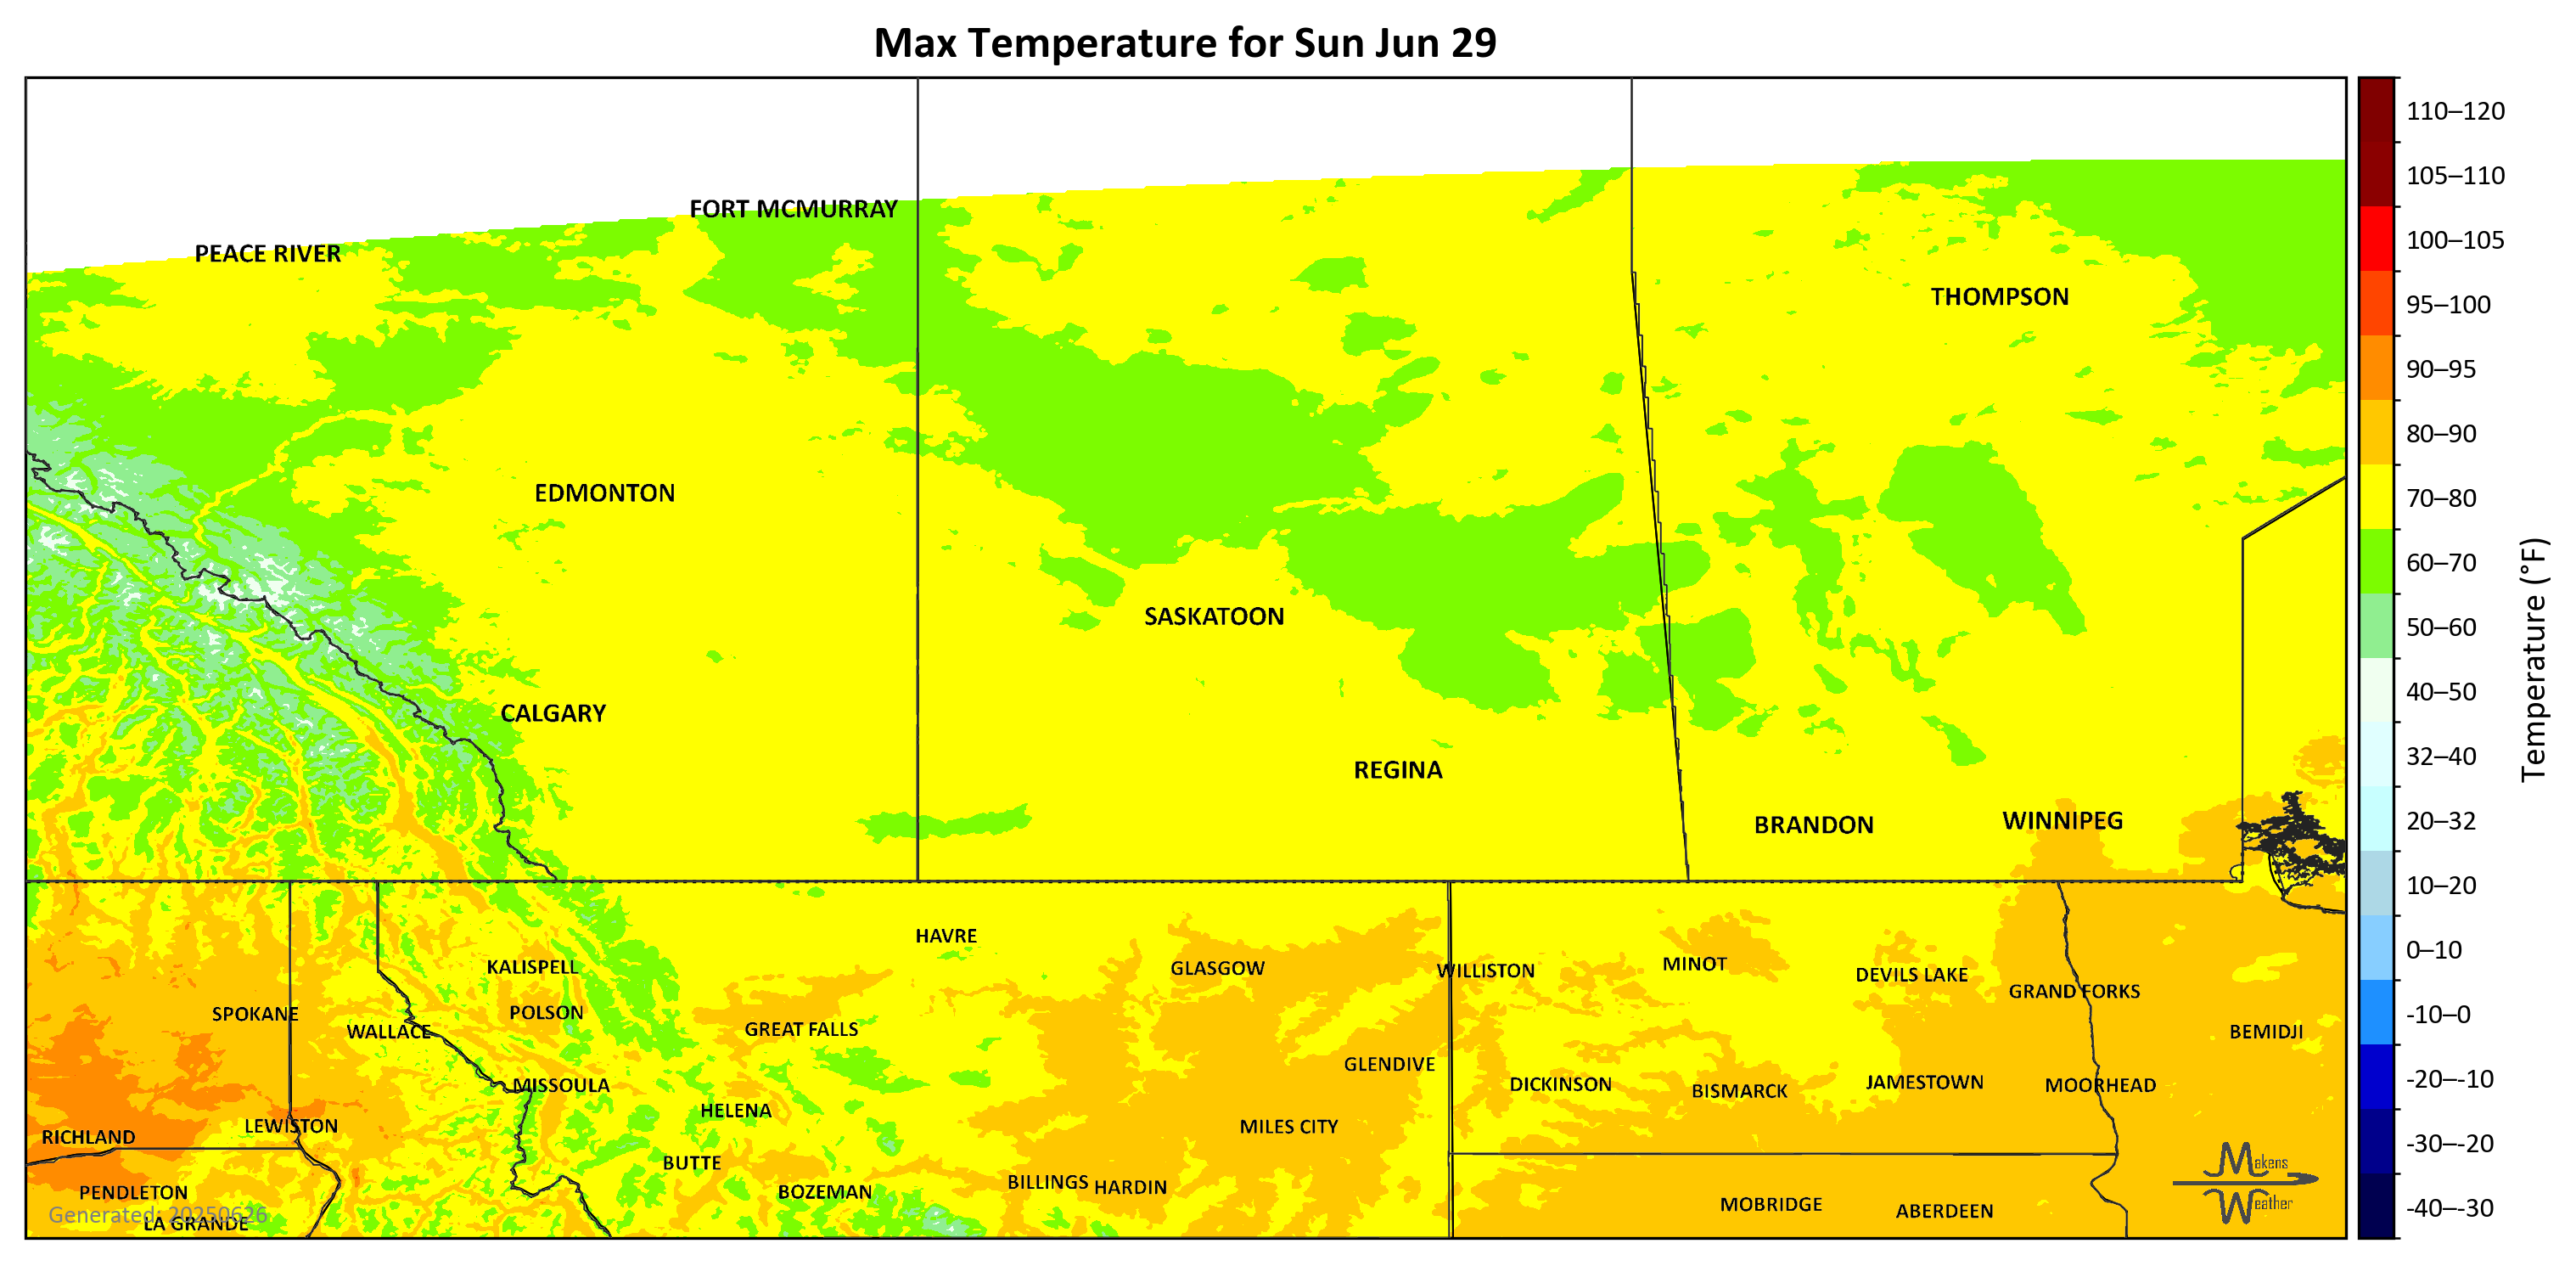 Max Temperature for Sun Jun 29
110–120
105–110
100–105
95–100
90–95
80–90
70–80
60–70
50–60
40–50
32–40
20–32
10–20
0–10
-10–0
-20–-10
-30–-20
-40–-30
Temperature (°F)
FORT MCMURRAY
PEACE RIVER
THOMPSON
EDMONTON
SASKATOON
CALGARY
REGINA
BRANDON
WINNIPEG
HAVRE
KALISPELL
GLASGOW
WILLISTON
MINOT
DEVILS LAKE
GRAND FORKS
SPOKANE
POLSON
WALLACE
GREAT FALLS
BEMIDJI
GLENDIVE
MISSOULA
DICKINSON
BISMARCK
JAMESTOWN
MOORHEAD
HELENA
LEWISTON
MILES CITY
RICHLAND
BUTTE
BILLINGS
HARDIN
BOZEMAN
PENDLETON
MOBRIDGE
ABERDEEN
Generated: 20250626
LA GRANDE
Makens
Weather